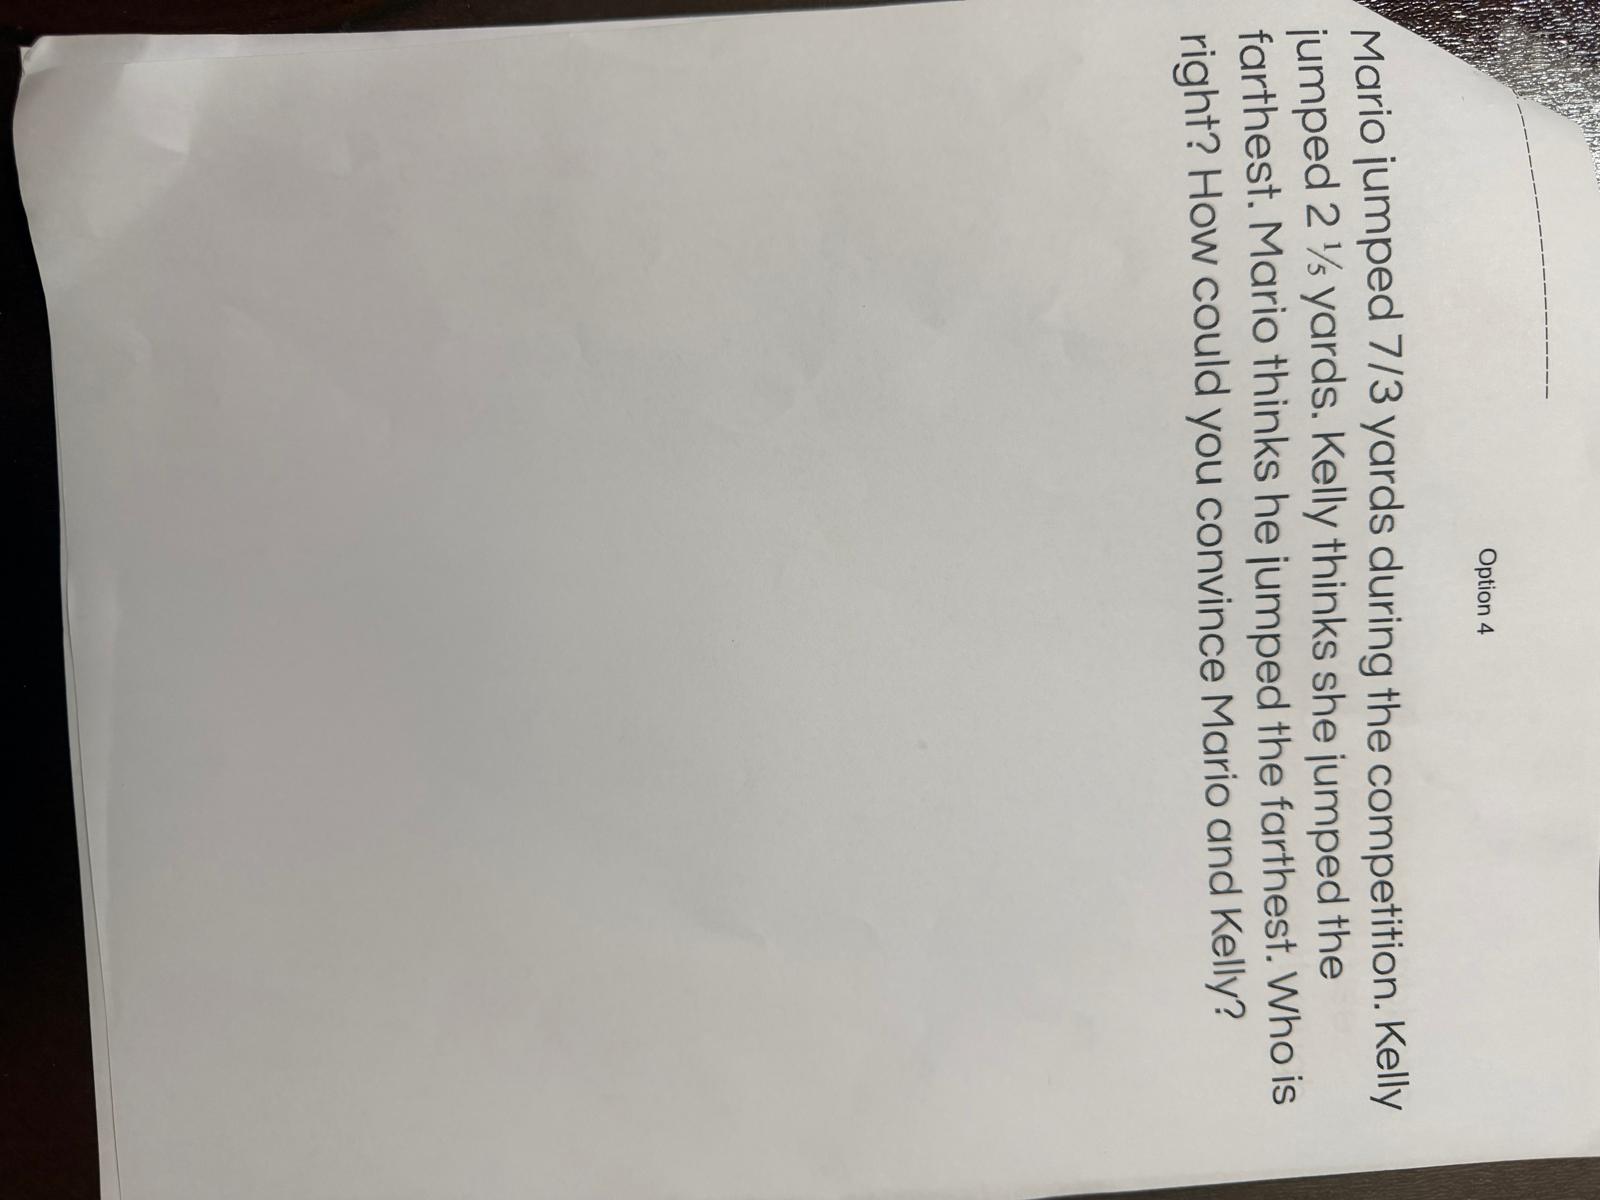 Option 4
Mario jumped 7/3 yards during the competition. Kelly
jumped 2 ⅕ yards. Kelly thinks she jumped the
farthest. Mario thinks he jumped the farthest. Who is
right? How could you convince Mario and Kelly?